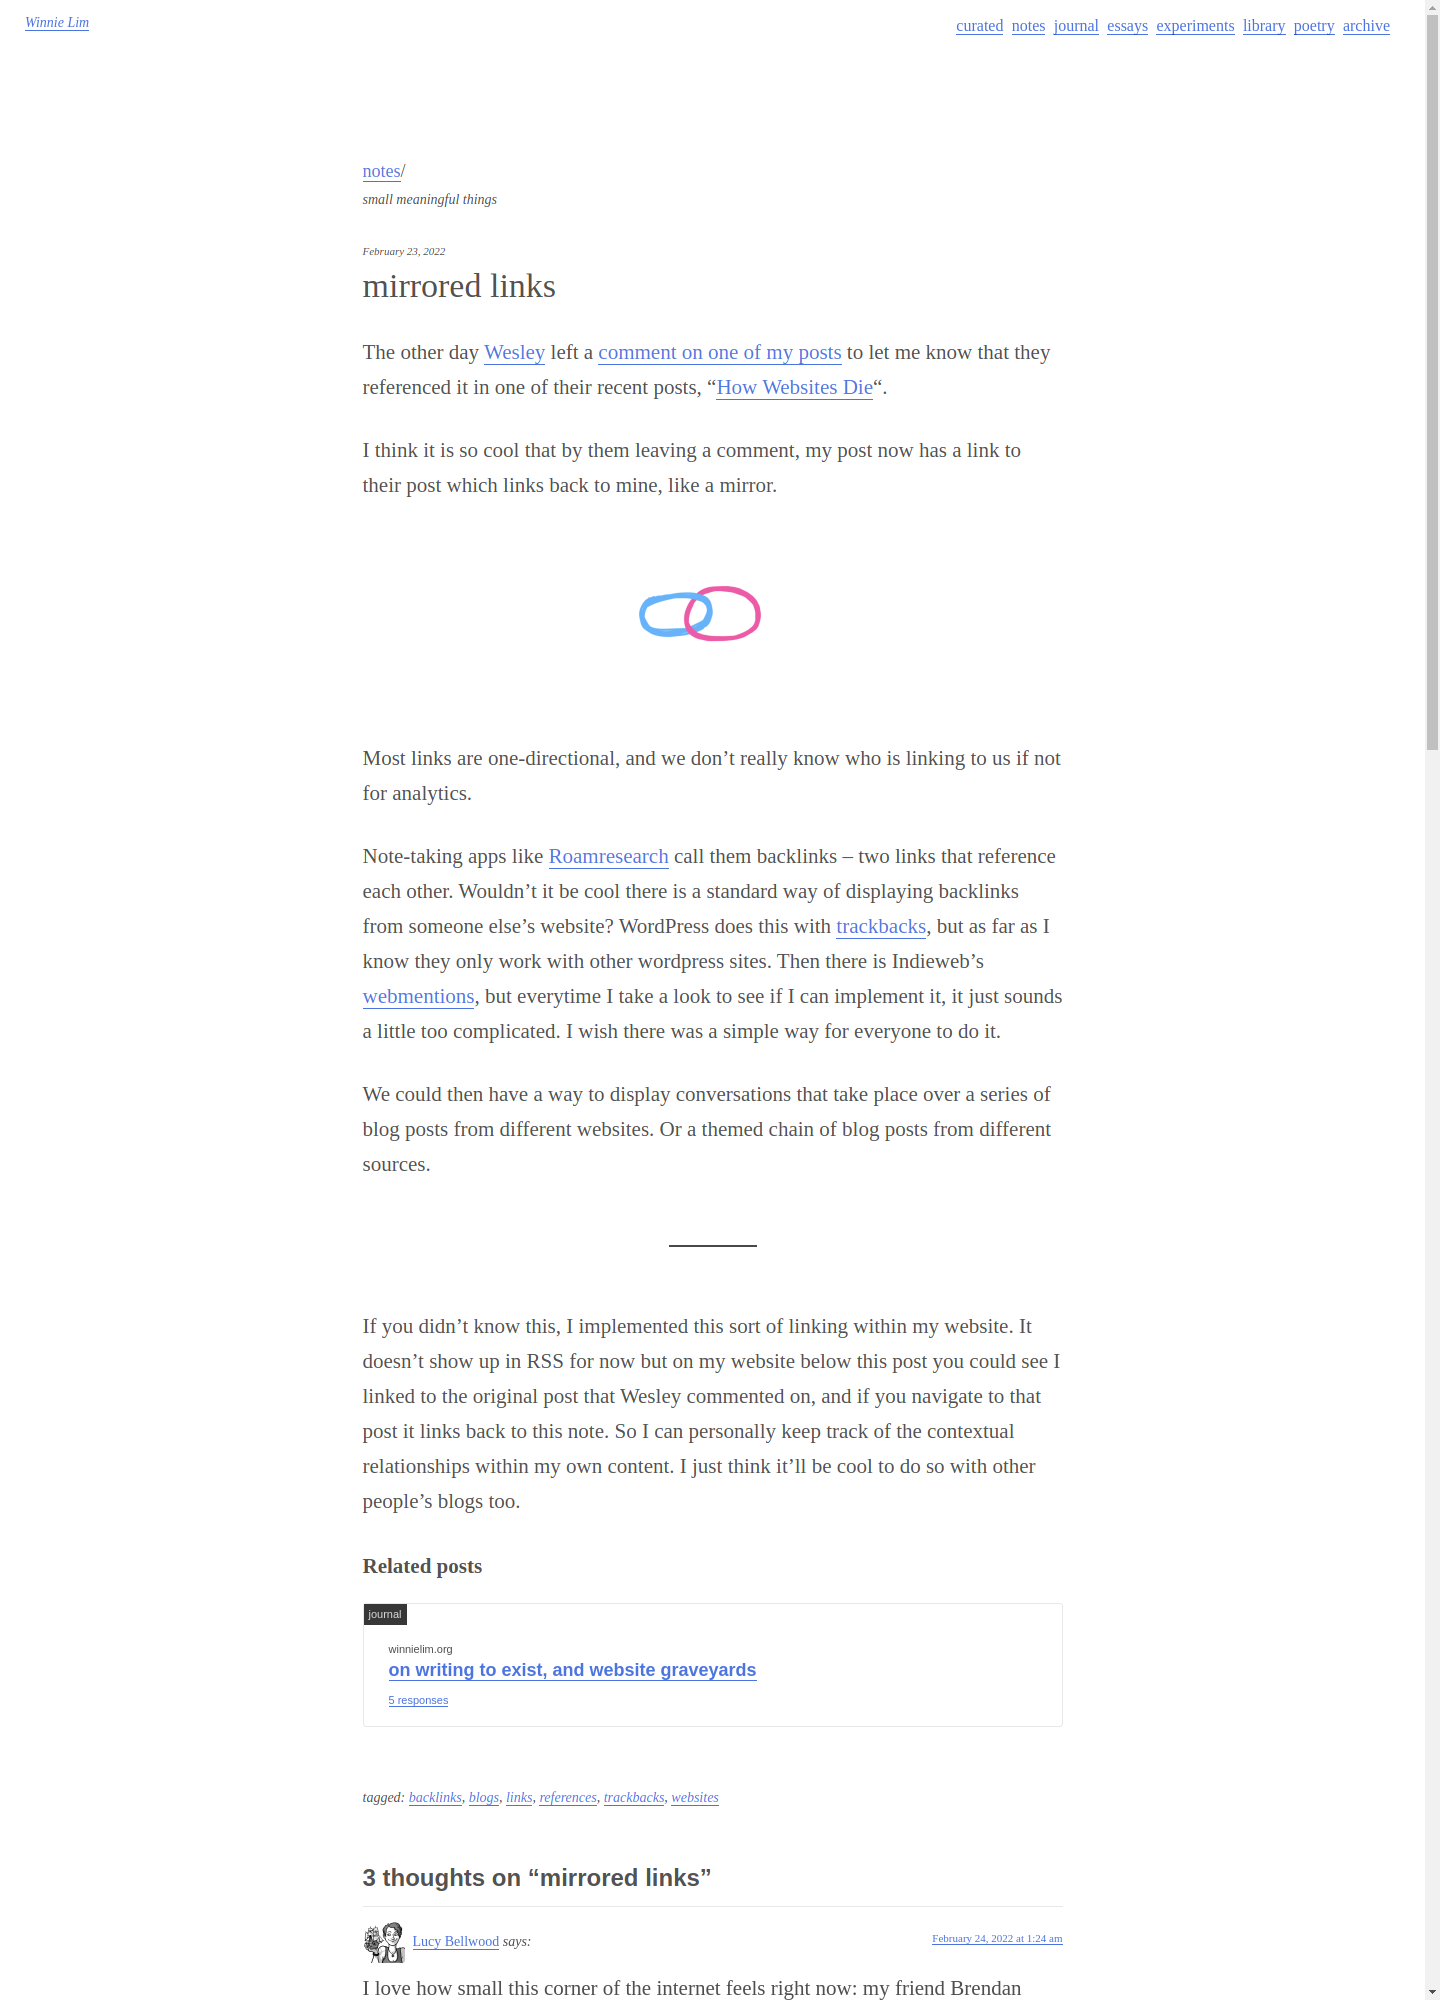 Winnie Lim
curated notes journal essays experiments library poetry archive
notes/
small meaningful things
February 23, 2022
mirrored links
The other day Wesley left a comment on one of my posts to let me know that they
referenced it in one of their recent posts, “How Websites Die“.
I think it is so cool that by them leaving a comment, my post now has a link to
their post which links back to mine, like a mirror.
Most links are one-directional, and we don’t really know who is linking to us if not
for analytics.
Note-taking apps like Roamresearch call them backlinks – two links that reference
each other. Wouldn’t it be cool there is a standard way of displaying backlinks
from someone else’s website? WordPress does this with trackbacks, but as far as I
know they only work with other wordpress sites. Then there is Indieweb’s
webmentions, but everytime I take a look to see if I can implement it, it just sounds
a little too complicated. I wish there was a simple way for everyone to do it.
We could then have a way to display conversations that take place over a series of
blog posts from different websites. Or a themed chain of blog posts from different
sources.
If you didn’t know this, I implemented this sort of linking within my website. It
doesn’t show up in RSS for now but on my website below this post you could see I
linked to the original post that Wesley commented on, and if you navigate to that
post it links back to this note. So I can personally keep track of the contextual
relationships within my own content. I just think it’ll be cool to do so with other
people’s blogs too.
Related posts
journal
winnielim.org
on writing to exist, and website graveyards
5 responses
tagged: backlinks, blogs, links, references, trackbacks, websites
3 thoughts on “mirrored links”
Lucy Bellwood says:
February 24, 2022 at 1:24 am
I love how small this corner of the internet feels right now: my friend Brendan